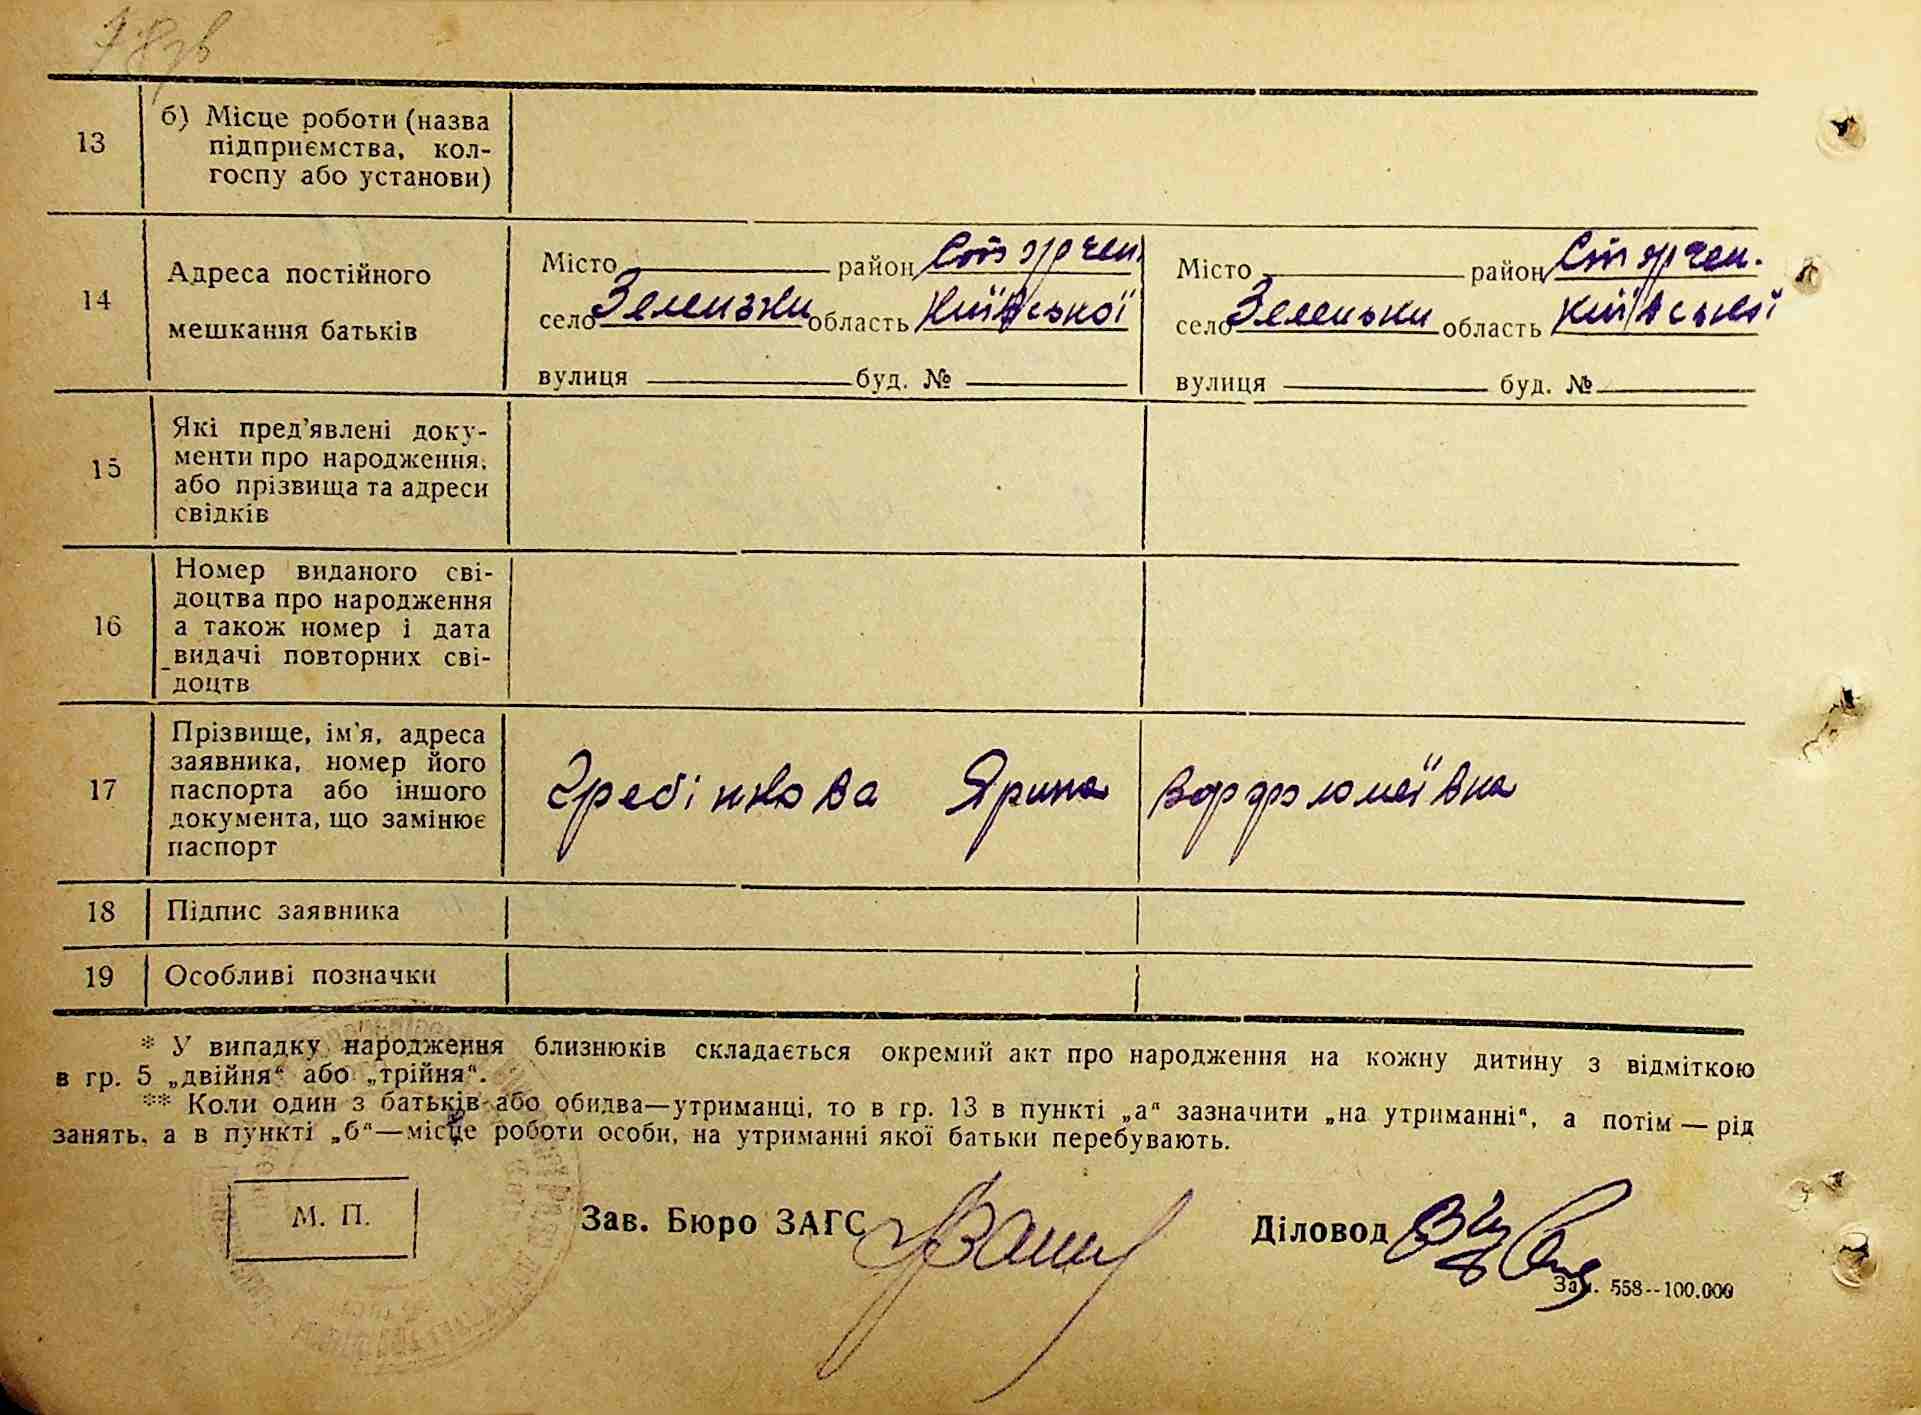 78зв
13
б) Місце роботи (назва
підприємства, кол-
госпу або установи)
14
Адреса постійного
мешкання батьків
Місто район
село Зеленьки область Київської
вулиця буд. №
Місто район
село Зеленьки область Київської
вулиця буд. №
15
Які пред'явлені доку-
менти про народження,
або прізвища та адреси
свідків
16
Номер виданого сві-
доцтва про народження
а також номер і дата
видачі повторних сві-
доцтв
17
Прізвище, ім'я, адреса
заявника, номер його
паспорта або іншого
документа, що замінює
паспорт
Гребінкова Ярина Ворфоломеївна
18 Підпис заявника
19 Особливі позначки
* У випадку народження близнюків складається окремий акт про народження на кожну дитину з відміткою
в гр. 5 „двійня“ або „трійня“.
** Коли один з батьків або обидва—утриманці, то в гр. 13 в пункті „а“ зазначити „на утриманні“, а потім — рід
занять, а в пункті „б“—місце роботи особи, на утриманні якої батьки перебувають.
М. П.
Зав. Бюро ЗАГС
Діловод
Зам. 558--100.000